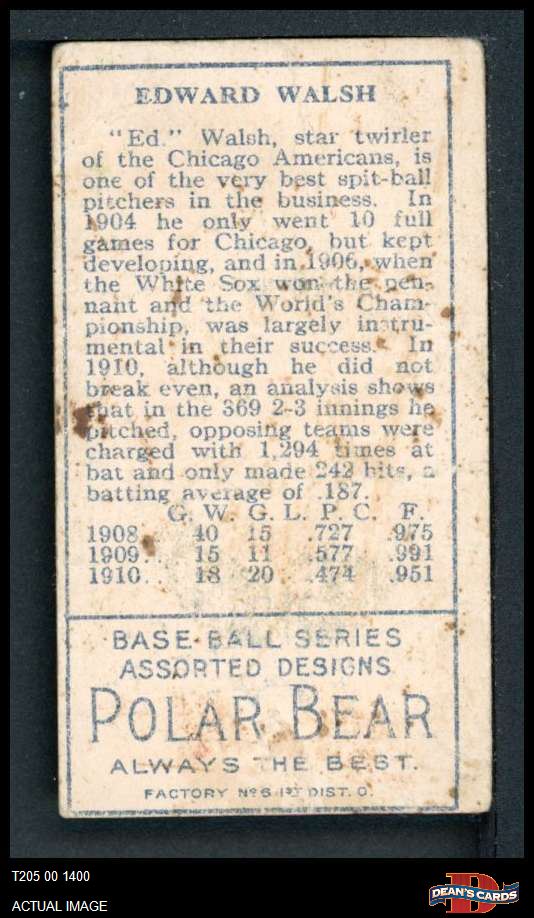 EDWARD WALSH
"Ed." Walsh, star twirler
of the Chicago Americans, is
one of the very best spit-ball
pitchers in the business. In
1904 he only went 10 full
games for Chicago, but kept
developing, and in 1906, when
the White Sox won the pen-
nant and the World's Cham-
pionship, was largely instru-
mental in their success. In
1910, although he did not
break even, an analysis shows
that in the 369 2-3 innings he
pitched, opposing teams were
charged with 1,294 times at
bat and only made 242 hits, a
batting average of .187.
G. W. G. L. P. C. F.
1908.. 40 15 .727 .975
1909.. 15 11 .577 .991
1910.. 18 20 .474 .951
BASE BALL SERIES
ASSORTED DESIGNS
POLAR BEAR
ALWAYS THE BEST.
FACTORY Nº6 1ST DIST. O.
T205 00 1400
ACTUAL IMAGE
D
DEAN'S CARDS